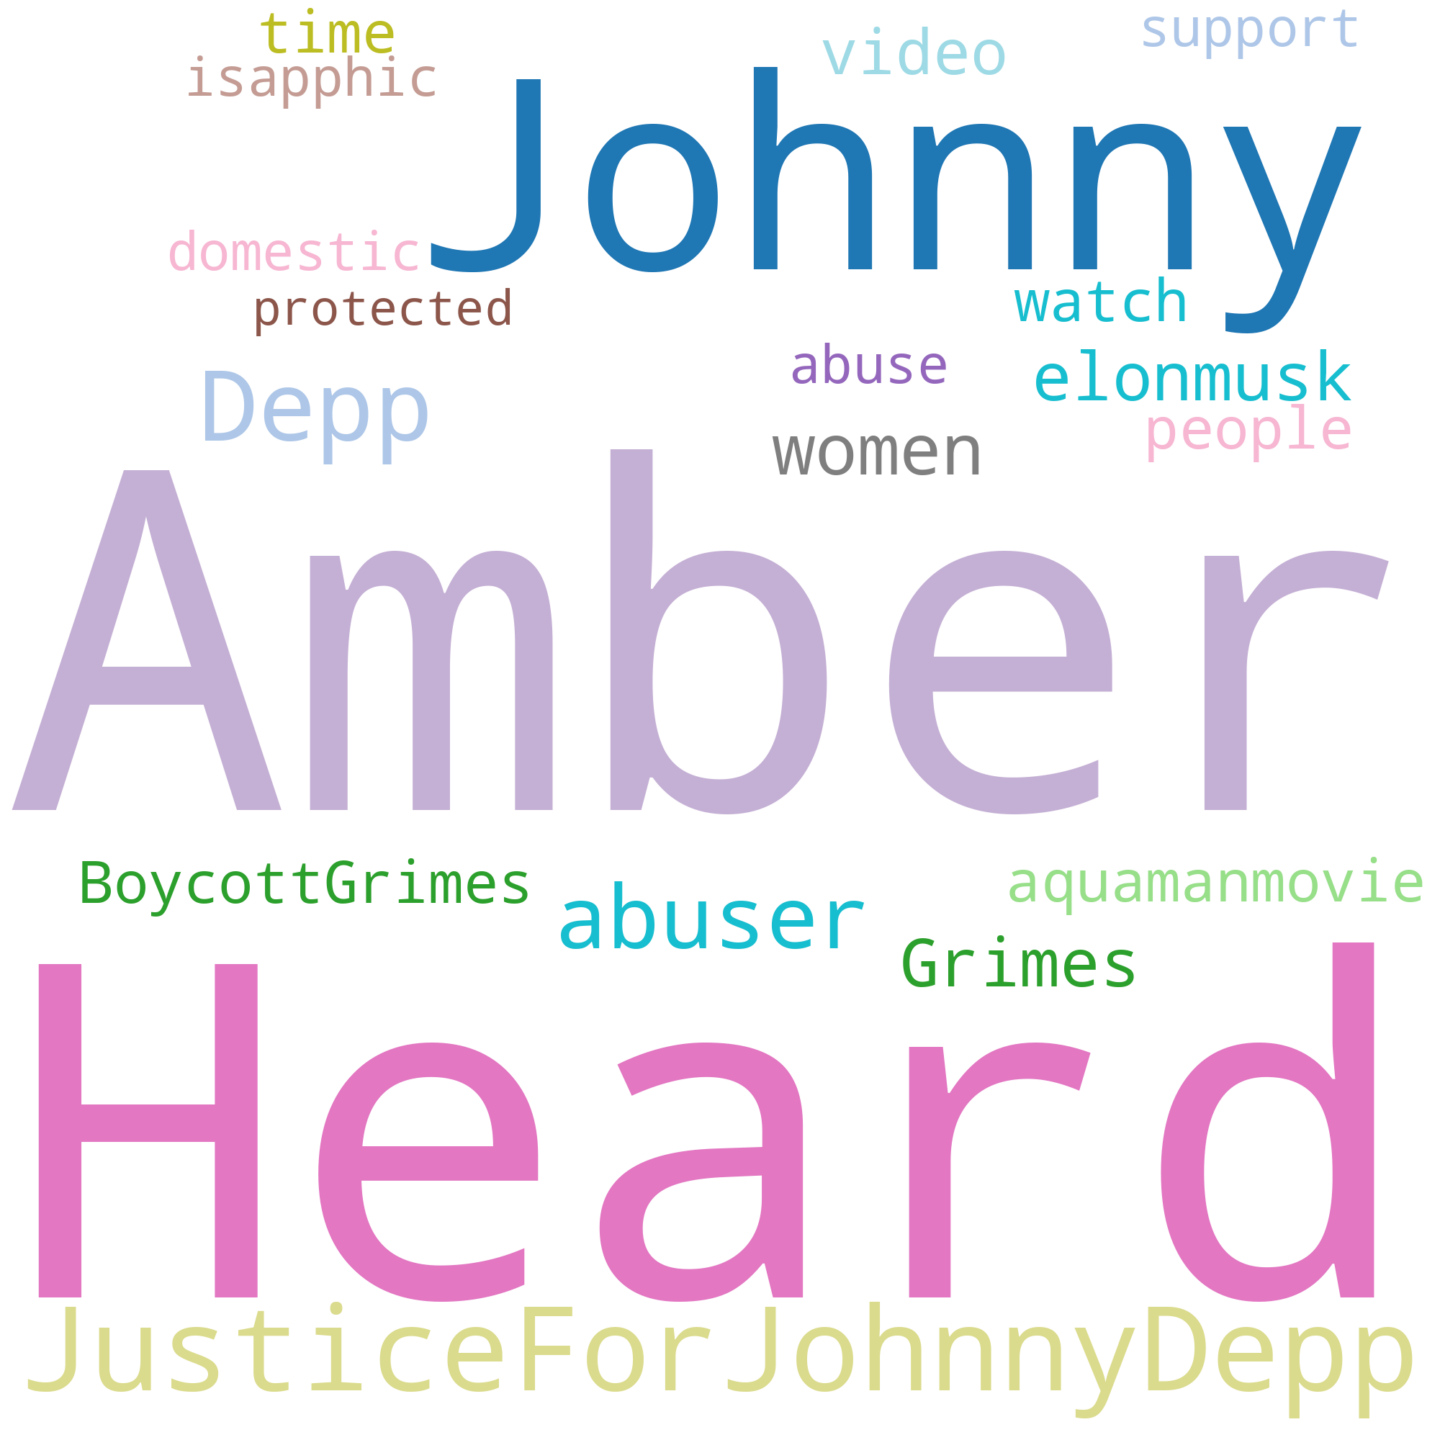 time
support
video
isapphic
Johnny
domestic
protected
watch
abuse
elonmusk
Depp
people
women
Amber
BoycottGrimes
abuser
aquamanmovie
Grimes
Heard
JusticeForJohnnyDepp